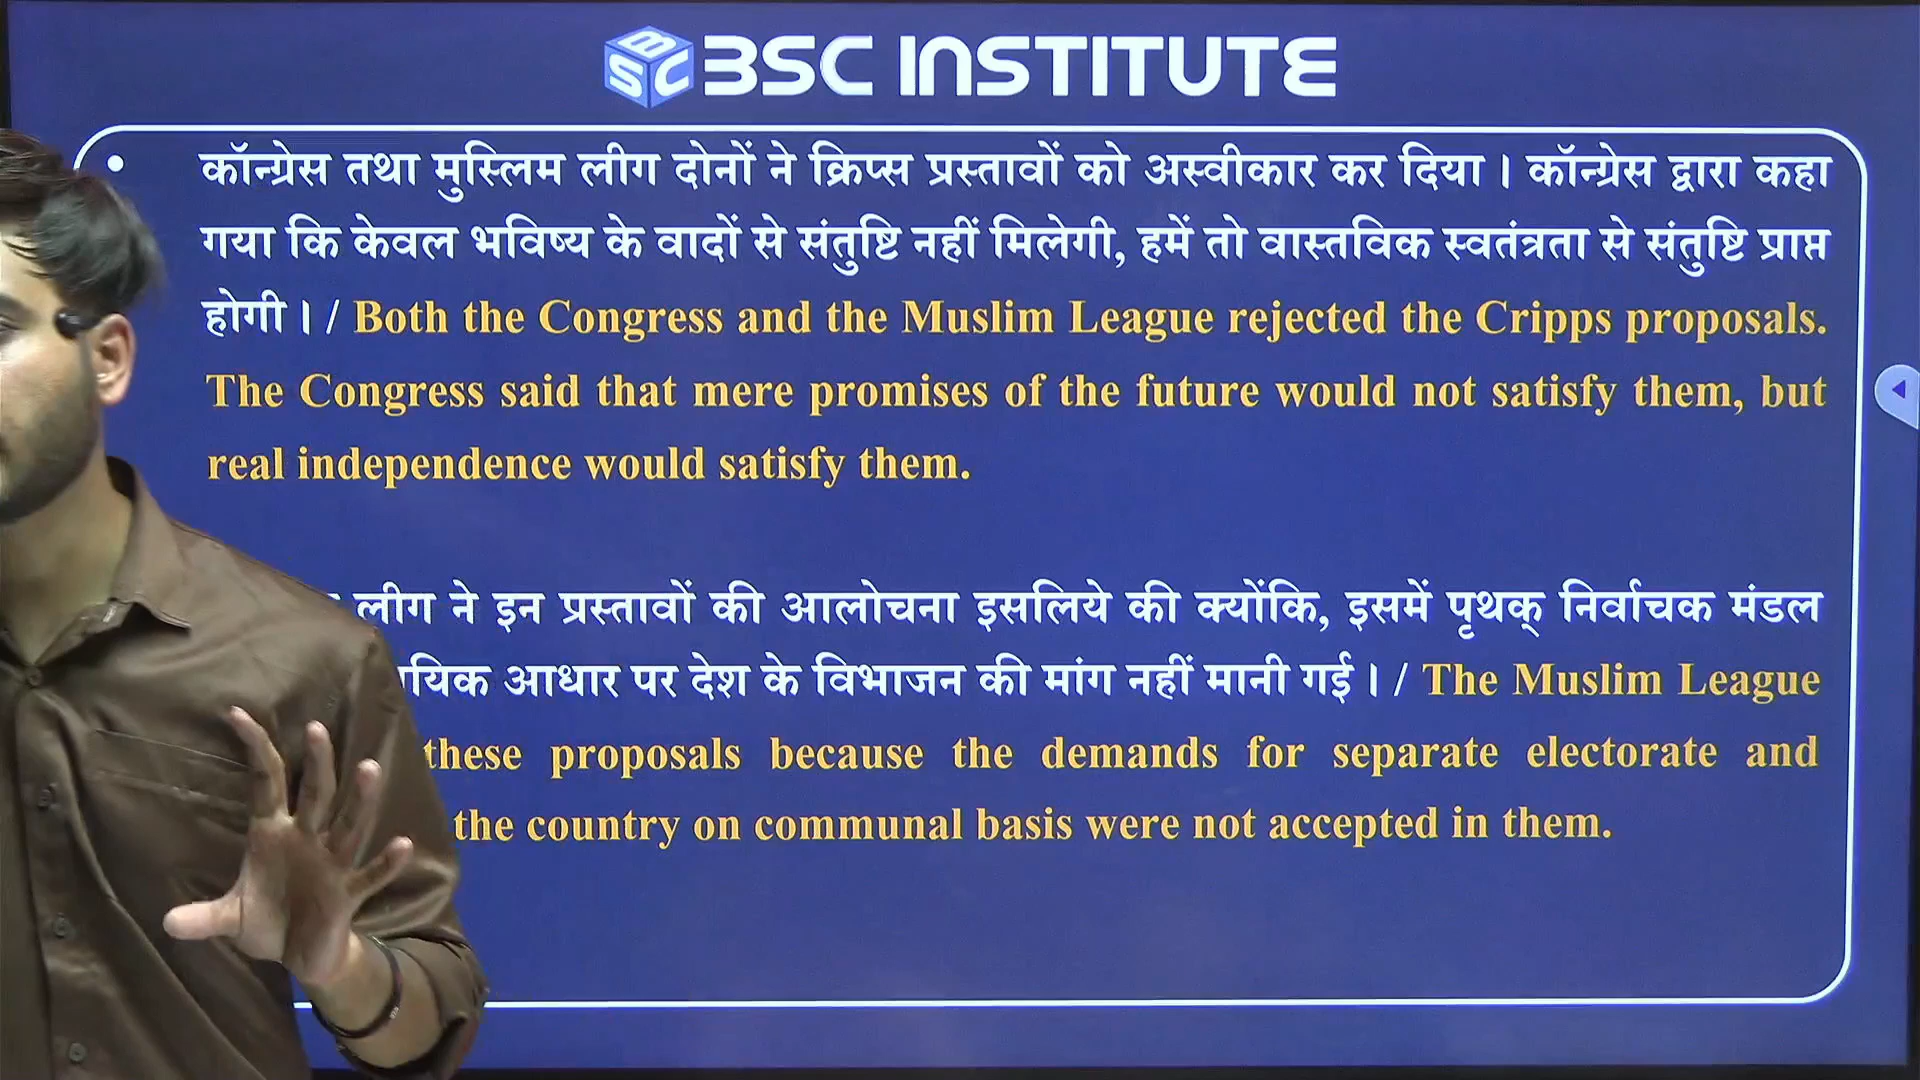 BSC
BSC INSTITUTE
• कॉन्ग्रेस तथा मुस्लिम लीग दोनों ने क्रिप्स प्रस्तावों को अस्वीकार कर दिया । कॉन्ग्रेस द्वारा कहा
गया कि केवल भविष्य के वादों से संतुष्टि नहीं मिलेगी, हमें तो वास्तविक स्वतंत्रता से संतुष्टि प्राप्त
होगी । / Both the Congress and the Muslim League rejected the Cripps proposals.
The Congress said that mere promises of the future would not satisfy them, but
real independence would satisfy them.
लीग ने इन प्रस्तावों की आलोचना इसलिये की क्योंकि, इसमें पृथक् निर्वाचक मंडल
आधार पर देश के विभाजन की मांग नहीं मानी गई । / The Muslim League
these proposals because the demands for separate electorate and
the country on communal basis were not accepted in them.